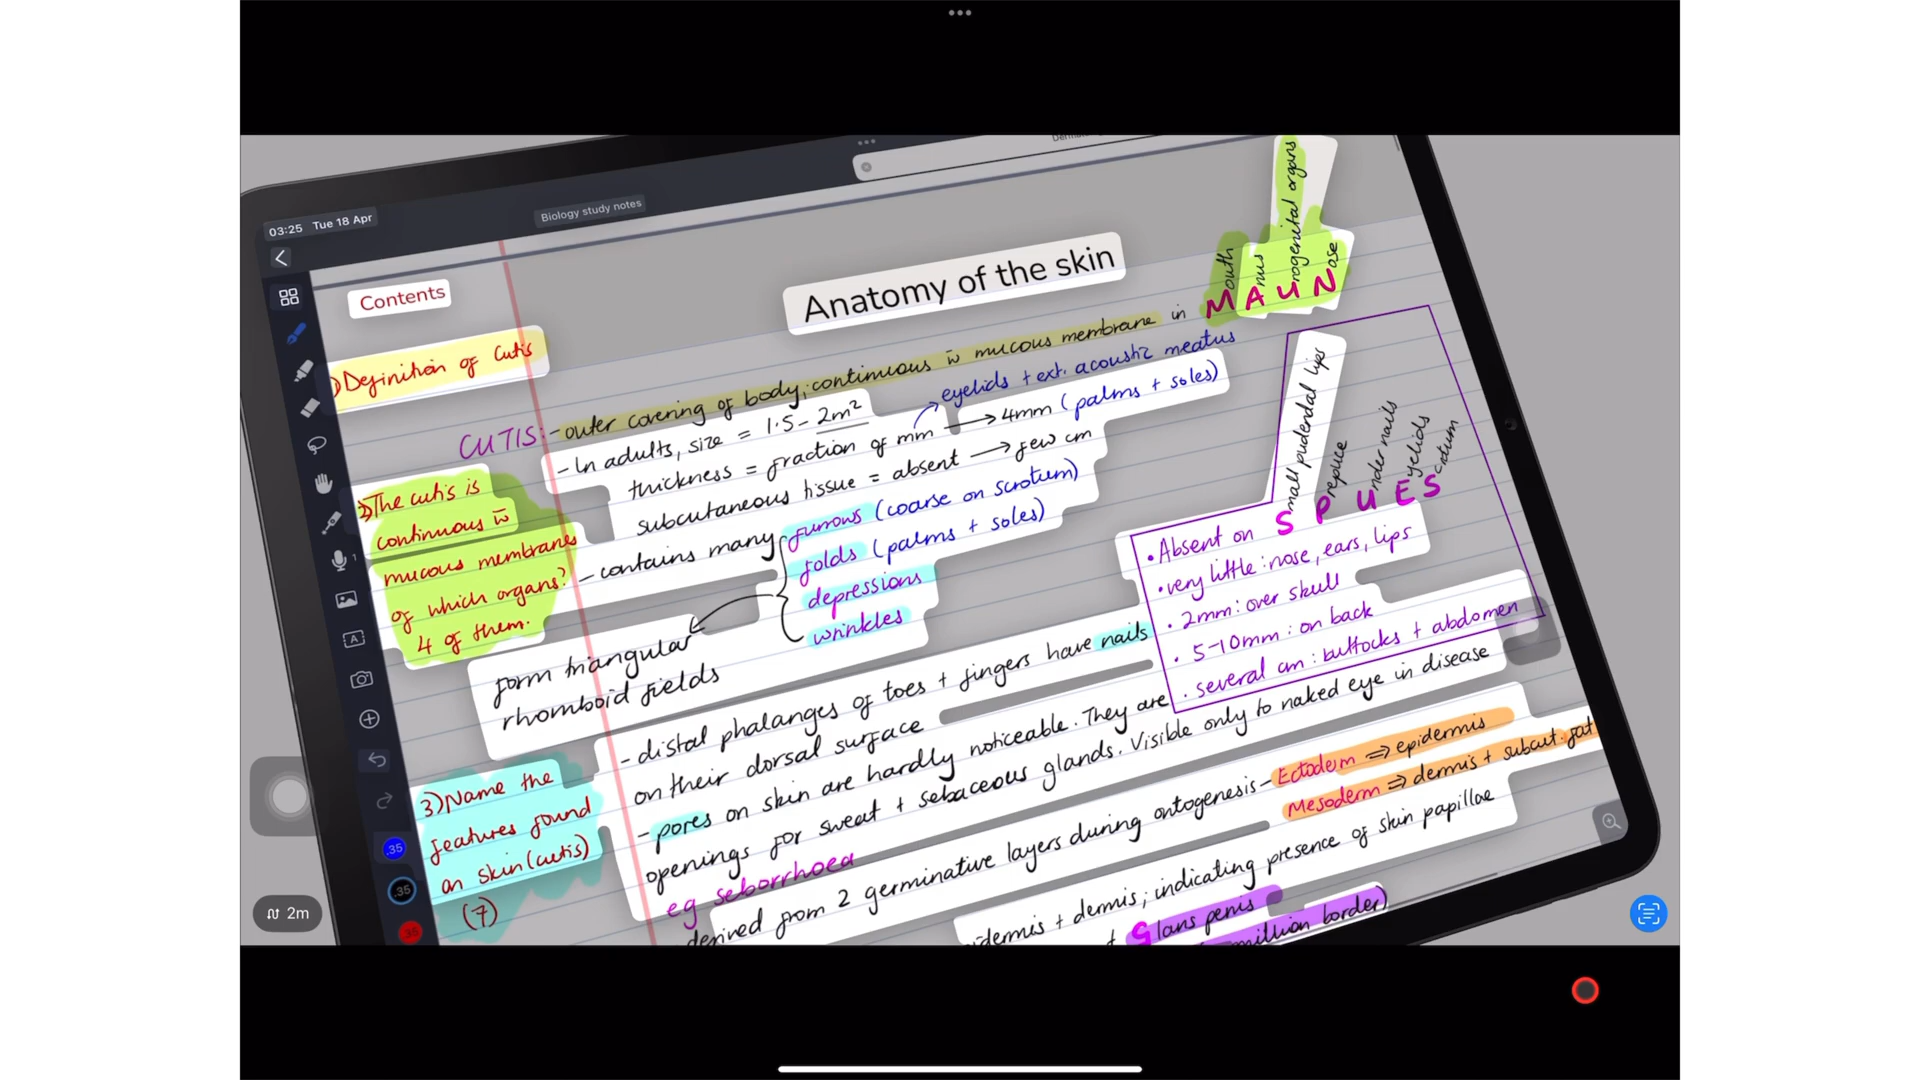 03:25 Tue 18 Apr
Biology study notes
Contents
Anatomy of the skin
Mouth
Anus
Urogenital organs
Nose
1)Definition of Cutis
CUTIS:-outer covering of body; continuous w̄ mucous membrane in
-In adults, size = 1.5-2m²
eyelids + ext. acoustic meatus
thickness = fraction of mm → 4mm (palms + soles)
subcutaneous tissue = absent → few cm
2)The cutis is
continuous w̄
mucous membranes
of which organs?
4 of them.
- contains many
furrows (coarse on scrotum)
folds (palms + soles)
depressions
wrinkles
form triangular
rhomboid fields
Small pudendal lips
Prepuce
Under nails
Eyelids
Scrotum
• Absent on
• very little: nose, ears, lips
• 2mm: over skull
• 5-10mm: on back
• several cm: buttocks + abdomen
- distal phalanges of toes + fingers have nails
on their dorsal surface
- pores on skin are hardly noticeable. They are
openings for sweat + sebaceous glands. Visible only to naked eye in disease
eg seborrhoea
3)Name the
features found
on skin (cutis)
(7)
derived from 2 germinative layers during ontogenesis-
Ectoderm ⇒ epidermis
Mesoderm ⇒ dermis + subcut. fat
idermis + dermis; indicating presence of skin papillae
Glans penis
million border)
.35
.35
.35
2m